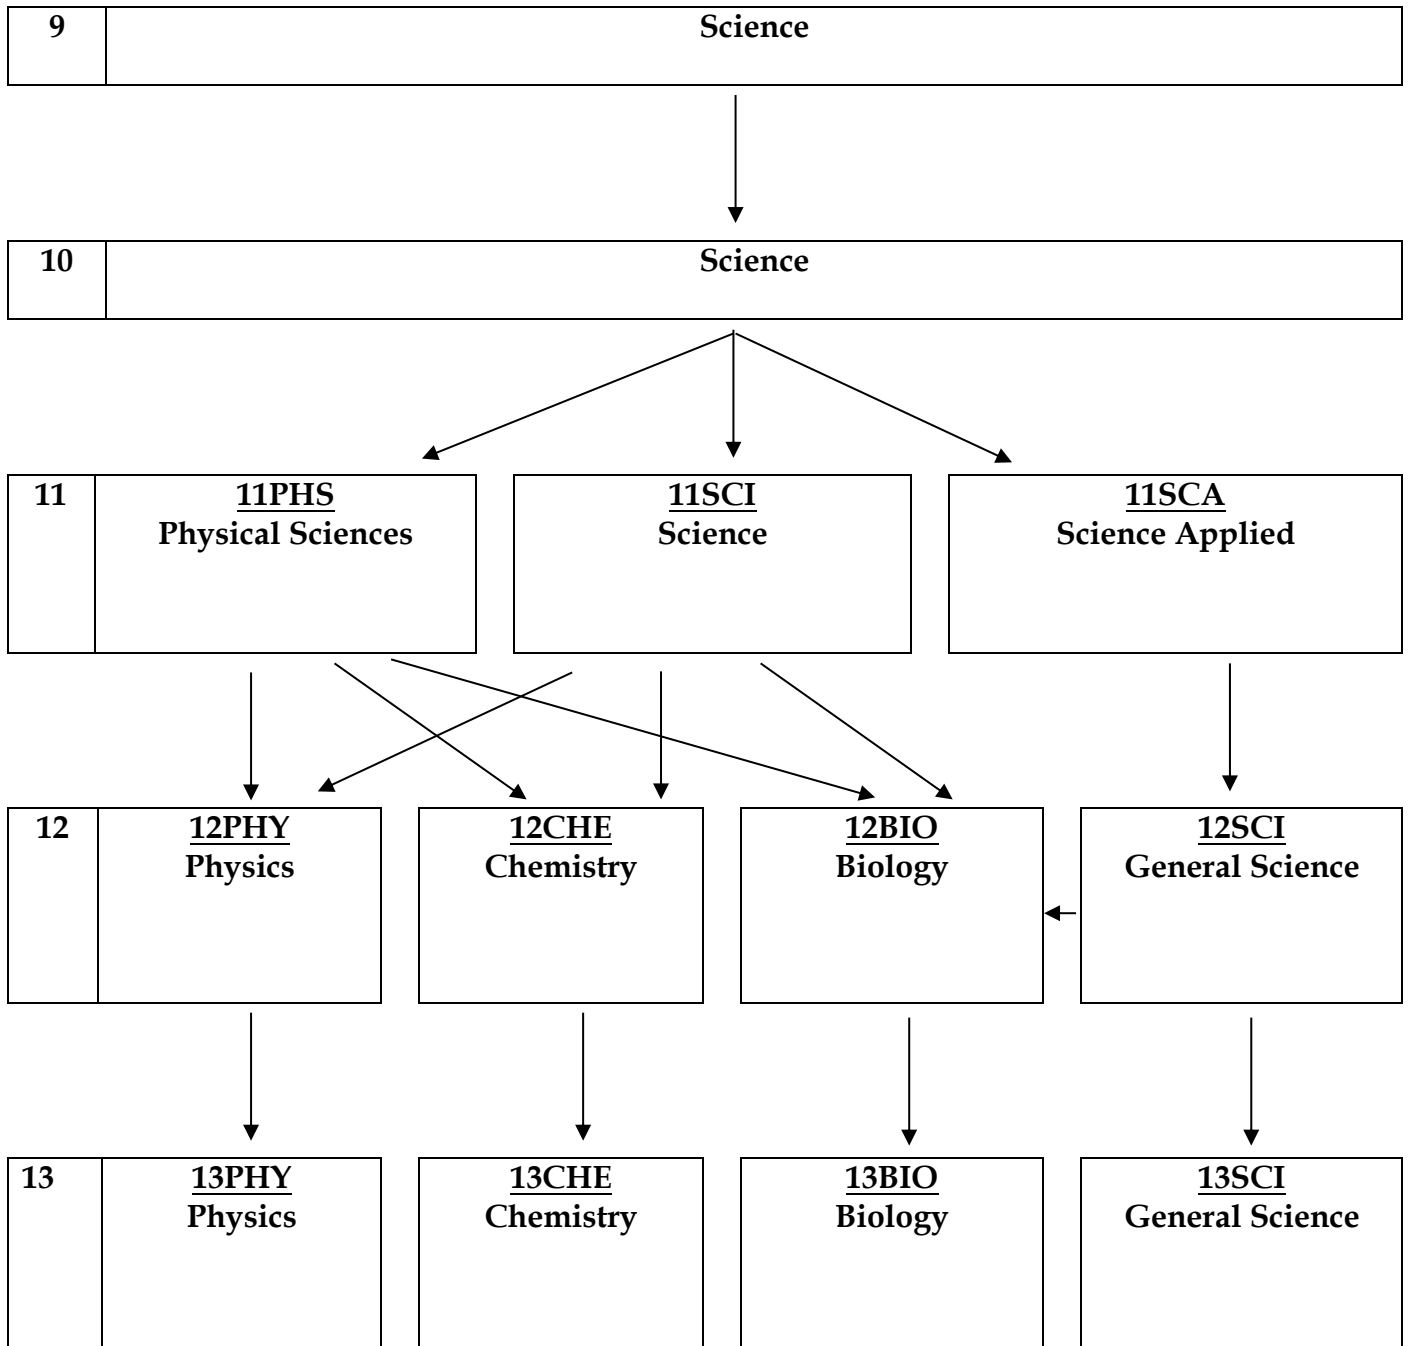 9
Science
10
Science
11
11PHS
Physical Sciences
11SCI
Science
11SCA
Science Applied
12
12PHY
Physics
12CHE
Chemistry
12BIO
Biology
12SCI
General Science
13
13PHY
Physics
13CHE
Chemistry
13BIO
Biology
13SCI
General Science